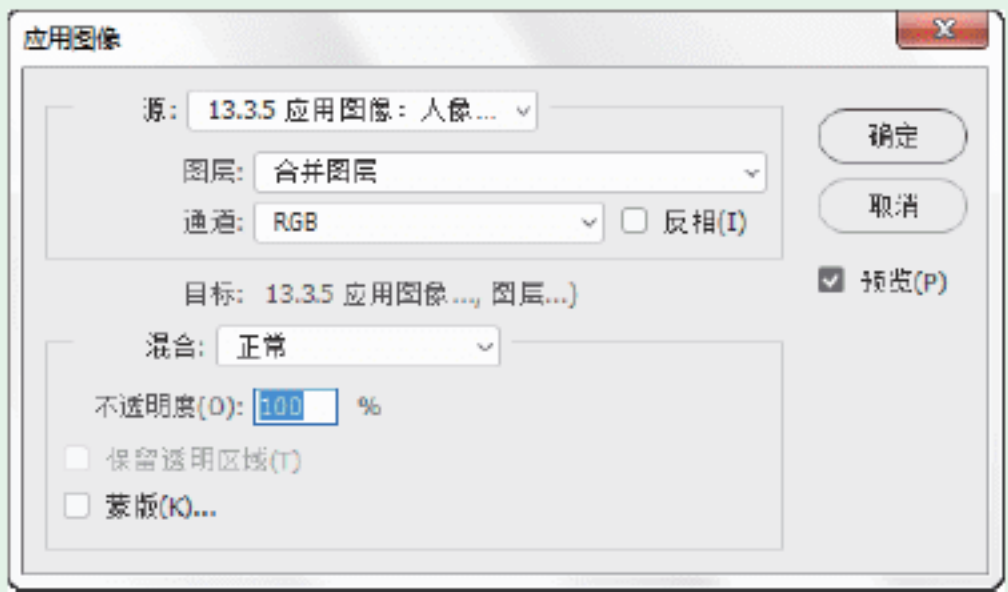 应用图像
源: 13.3.5 应用图像：人像...
确定
图层: 合并图层
通道: RGB 反相(I)
取消
预览(P)
目标: 13.3.5 应用图像..., 图层...)
混合: 正常
不透明度(O): 100 %
保留透明区域(T)
蒙版(K)...